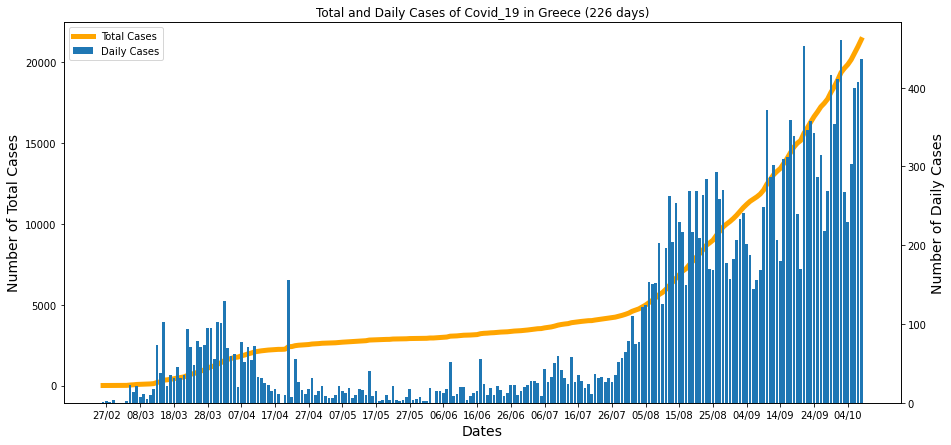 Total and Daily Cases of Covid_19 in Greece (226 days)
Total Cases
Daily Cases
Number of Total Cases
20000
15000
10000
5000
0
Number of Daily Cases
400
300
200
100
0
27/02 08/03 18/03 28/03 07/04 17/04 27/04 07/05 17/05 27/05 06/06 16/06 26/06 06/07 16/07 26/07 05/08 15/08 25/08 04/09 14/09 24/09 04/10
Dates